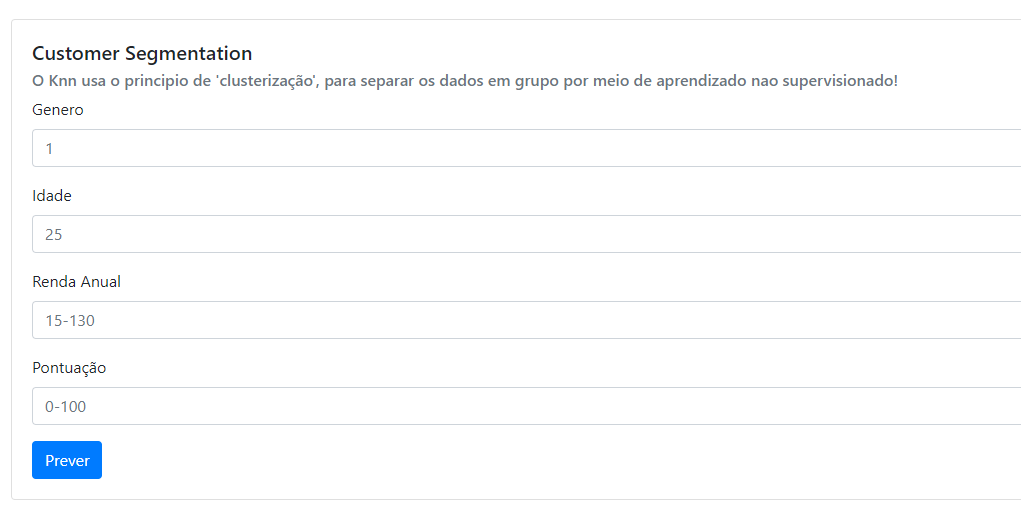 Customer Segmentation
O Knn usa o principio de 'clusterização', para separar os dados em grupo por meio de aprendizado nao supervisionado!
Genero
1
Idade
25
Renda Anual
15-130
Pontuação
0-100
Prever